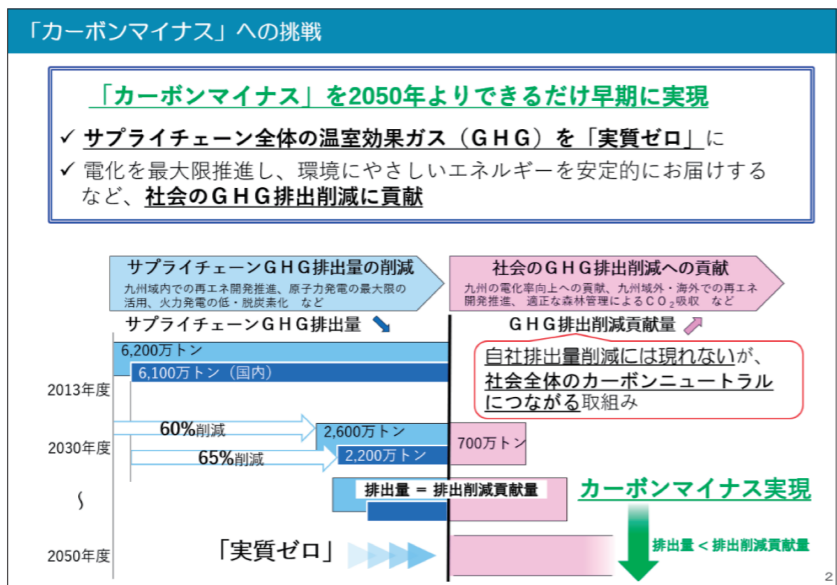 「カーボンマイナス」への挑戦
「カーボンマイナス」を2050年よりできるだけ早期に実現
✓ サプライチェーン全体の温室効果ガス（ＧＨＧ）を「実質ゼロ」に
✓ 電化を最大限推進し、環境にやさしいエネルギーを安定的にお届けする
など、社会のＧＨＧ排出削減に貢献
サプライチェーンＧＨＧ排出量の削減
九州域内での再エネ開発推進、原子力発電の最大限の
活用、火力発電の低・脱炭素化 など
社会のＧＨＧ排出削減への貢献
九州の電化率向上への貢献、九州域外・海外での再エネ
開発推進、適正な森林管理によるＣＯ₂吸収 など
サプライチェーンＧＨＧ排出量
ＧＨＧ排出削減貢献量
6,200万トン
6,100万トン（国内）
2013年度
自社排出量削減には現れないが、
社会全体のカーボンニュートラル
につながる取組み
60%削減
2,600万トン
700万トン
2030年度
65%削減
2,200万トン
～
排出量 ＝ 排出削減貢献量
カーボンマイナス実現
2050年度
「実質ゼロ」
排出量 < 排出削減貢献量
2